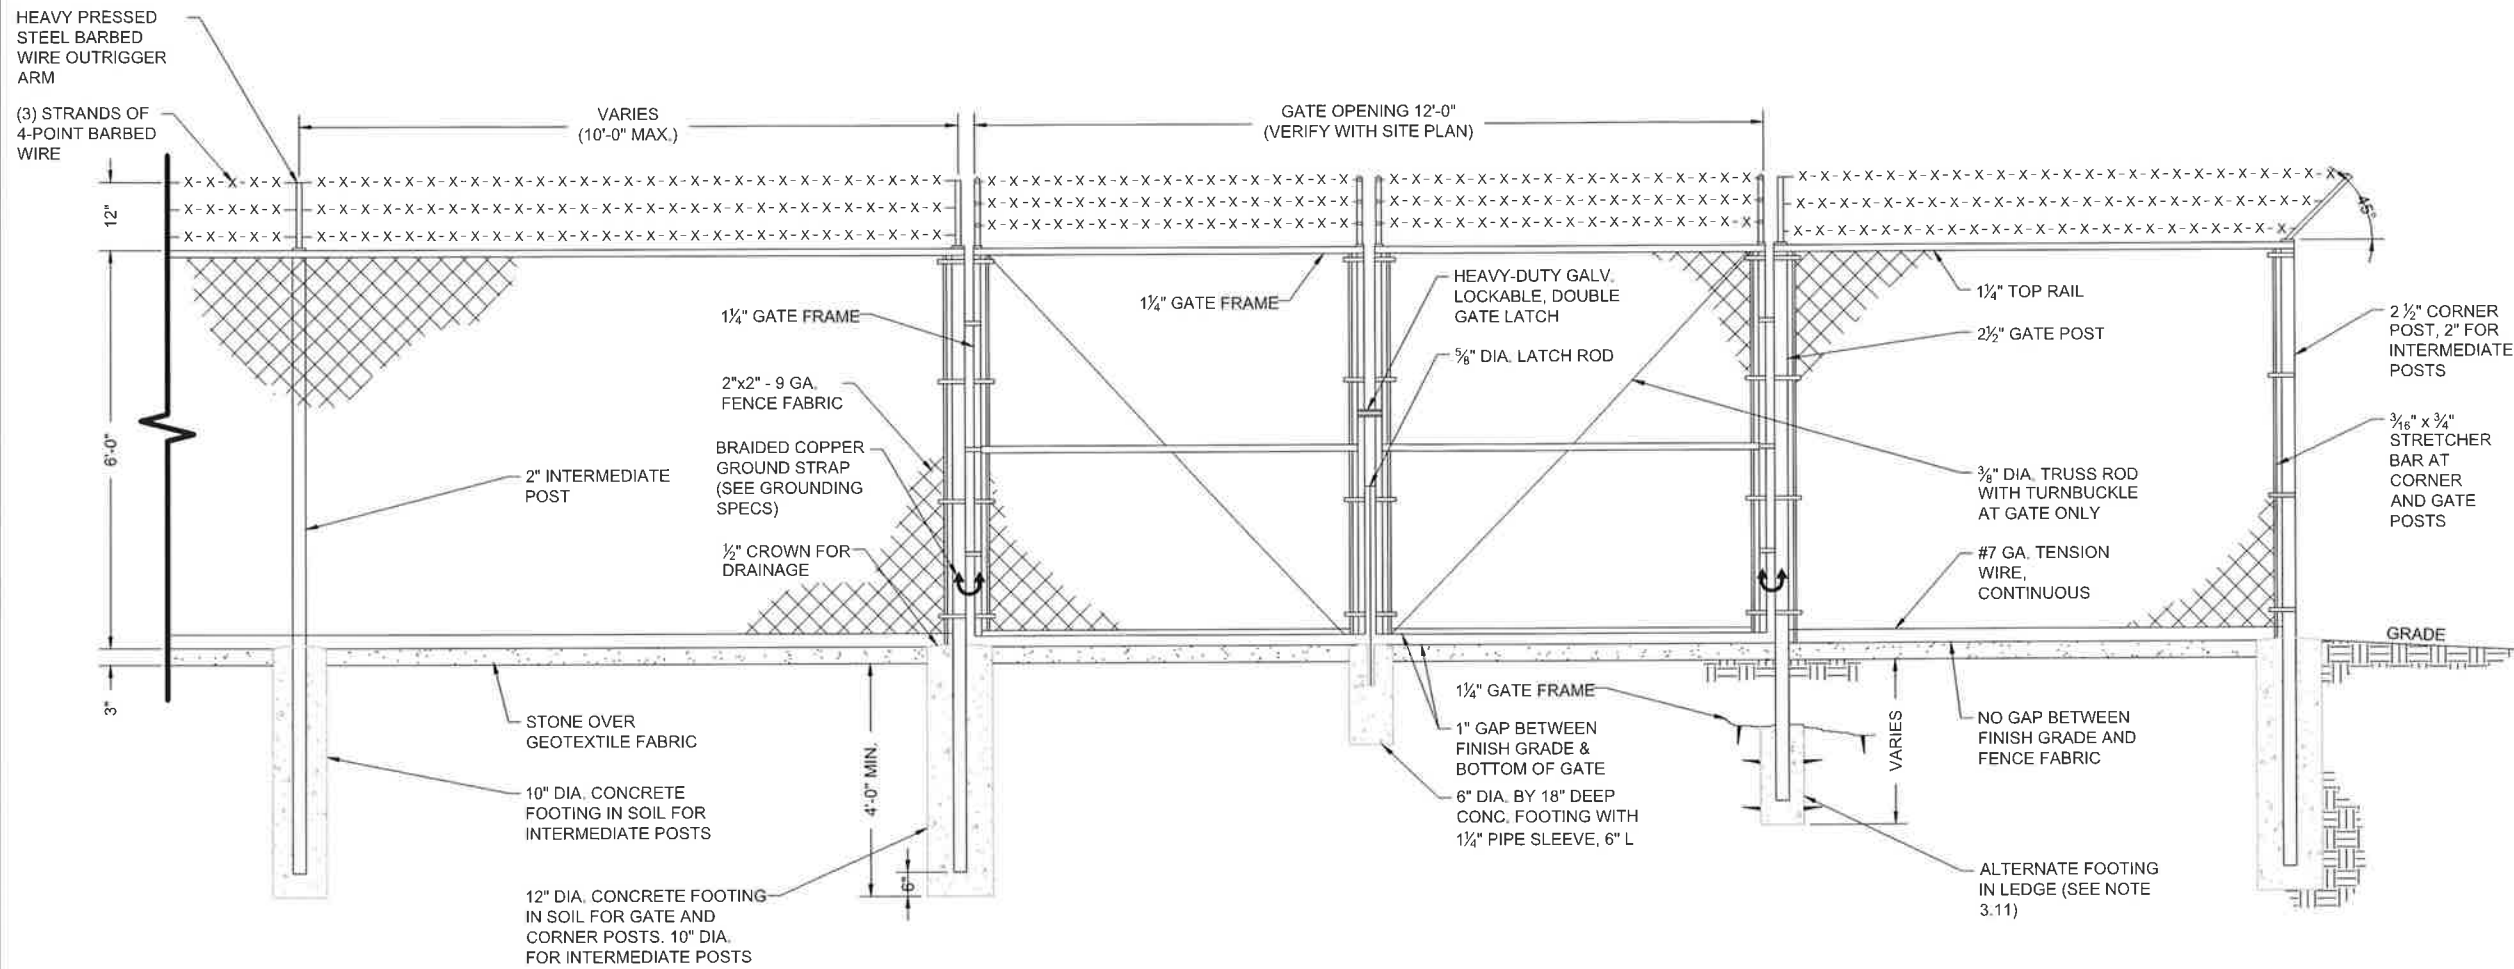 HEAVY PRESSED
STEEL BARBED
WIRE OUTRIGGER
ARM
(3) STRANDS OF
4-POINT BARBED
WIRE
VARIES
(10'-0" MAX.)
GATE OPENING 12'-0"
(VERIFY WITH SITE PLAN)
12"
X-X-X-X-X-X
X-X-X-X-X-X
X-X-X-X-X-X
45°
6'-0"
3"
1¼" GATE FRAME
2"x2" - 9 GA.
FENCE FABRIC
BRAIDED COPPER
GROUND STRAP
(SEE GROUNDING
SPECS)
½" CROWN FOR
DRAINAGE
2" INTERMEDIATE
POST
1¼" GATE FRAME
HEAVY-DUTY GALV.
LOCKABLE, DOUBLE
GATE LATCH
⅝" DIA. LATCH ROD
1¼" TOP RAIL
2½" GATE POST
2 ½" CORNER
POST, 2" FOR
INTERMEDIATE
POSTS
3/16" x ¾"
STRETCHER
BAR AT
CORNER
AND GATE
POSTS
⅜" DIA. TRUSS ROD
WITH TURNBUCKLE
AT GATE ONLY
#7 GA. TENSION
WIRE,
CONTINUOUS
GRADE
STONE OVER
GEOTEXTILE FABRIC
10" DIA. CONCRETE
FOOTING IN SOIL FOR
INTERMEDIATE POSTS
12" DIA. CONCRETE FOOTING
IN SOIL FOR GATE AND
CORNER POSTS. 10" DIA.
FOR INTERMEDIATE POSTS
4'-0" MIN.
6"
1¼" GATE FRAME
1" GAP BETWEEN
FINISH GRADE &
BOTTOM OF GATE
6" DIA. BY 18" DEEP
CONC. FOOTING WITH
1¼" PIPE SLEEVE, 6" L
VARIES
NO GAP BETWEEN
FINISH GRADE AND
FENCE FABRIC
ALTERNATE FOOTING
IN LEDGE (SEE NOTE
3.11)